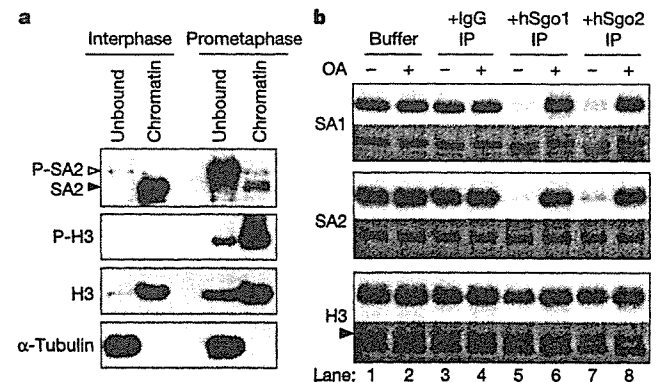 a
Interphase Prometaphase
Unbound Chromatin Unbound Chromatin
P-SA2
SA2
P-H3
H3
α-Tubulin
b
Buffer +IgG IP +hSgo1 IP +hSgo2 IP
OA − + − + − + − +
SA1
SA2
H3
Lane: 1 2 3 4 5 6 7 8